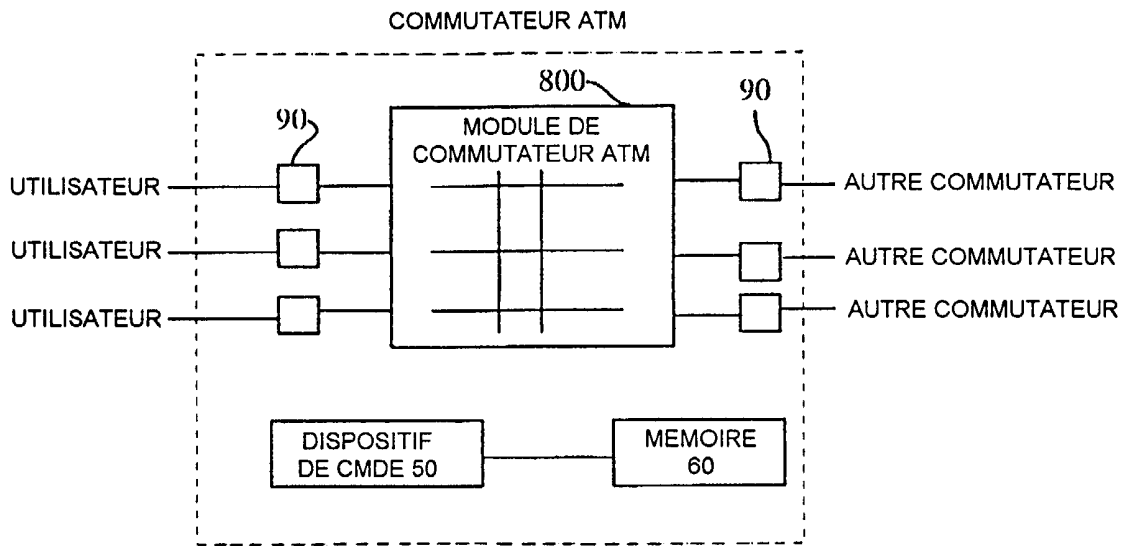 COMMUTATEUR ATM
800
90
90
MODULE DE
COMMUTATEUR ATM
UTILISATEUR
AUTRE COMMUTATEUR
UTILISATEUR
AUTRE COMMUTATEUR
UTILISATEUR
AUTRE COMMUTATEUR
DISPOSITIF
DE CMDE 50
MEMOIRE
60